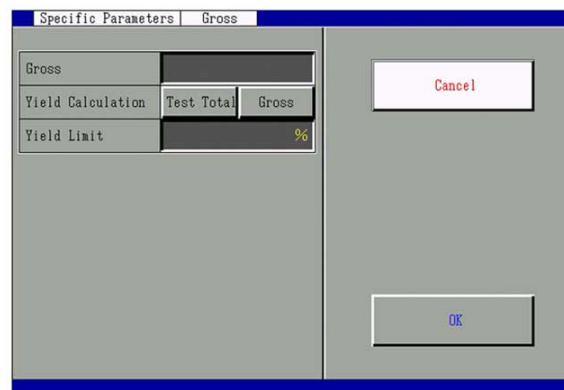 Specific Parameters Gross
Gross
Yield Calculation Test Total Gross
Yield Limit %
Cancel
OK